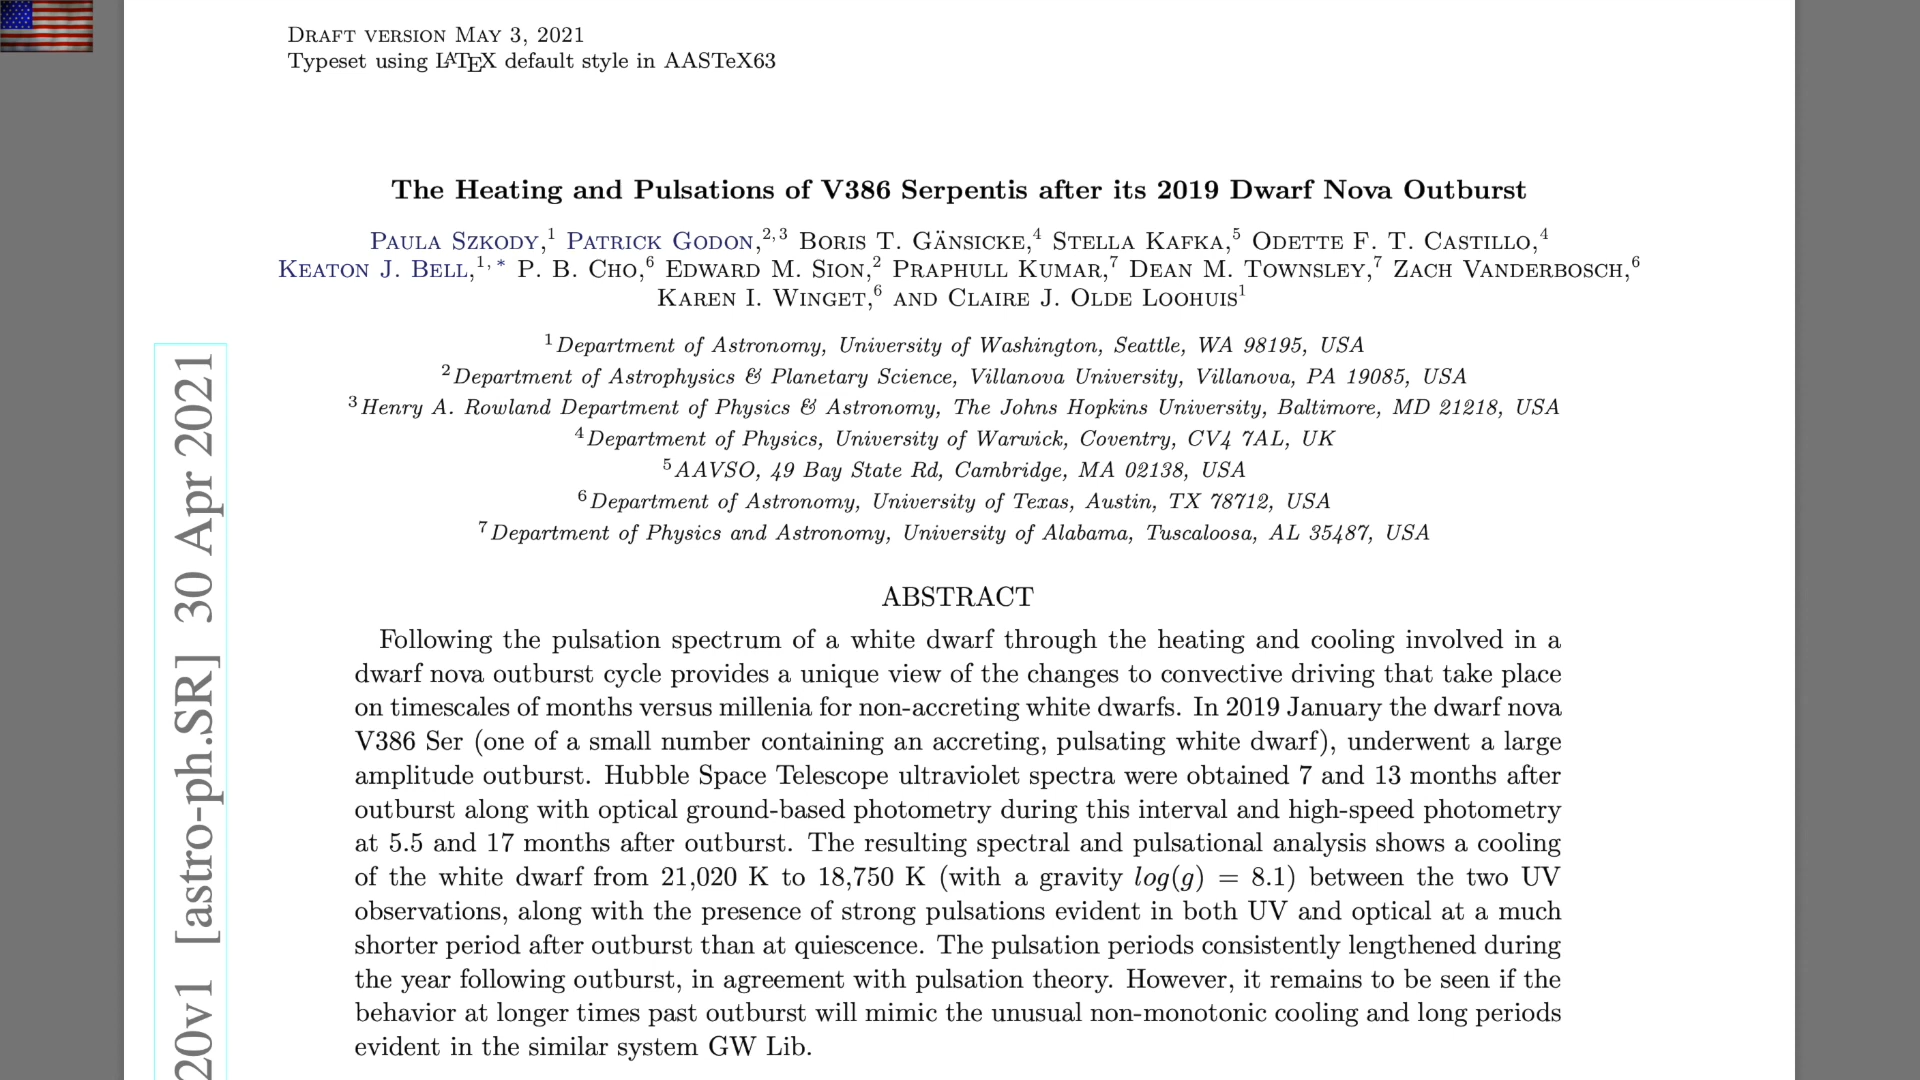 DRAFT VERSION MAY 3, 2021
Typeset using LATEX default style in AASTeX63
The Heating and Pulsations of V386 Serpentis after its 2019 Dwarf Nova Outburst
PAULA SZKODY,1 PATRICK GODON,2,3 BORIS T. GÄNSICKE,4 STELLA KAFKA,5 ODETTE F. T. CASTILLO,4
KEATON J. BELL,1,* P. B. CHO,6 EDWARD M. SION,2 PRAPHULL KUMAR,7 DEAN M. TOWNSLEY,7 ZACH VANDERBOSCH,6
KAREN I. WINGET,6 AND CLAIRE J. OLDE LOOHUIS1
1 Department of Astronomy, University of Washington, Seattle, WA 98195, USA
2 Department of Astrophysics & Planetary Science, Villanova University, Villanova, PA 19085, USA
3 Henry A. Rowland Department of Physics & Astronomy, The Johns Hopkins University, Baltimore, MD 21218, USA
4 Department of Physics, University of Warwick, Coventry, CV4 7AL, UK
5 AAVSO, 49 Bay State Rd, Cambridge, MA 02138, USA
6 Department of Astronomy, University of Texas, Austin, TX 78712, USA
7 Department of Physics and Astronomy, University of Alabama, Tuscaloosa, AL 35487, USA
ABSTRACT
Following the pulsation spectrum of a white dwarf through the heating and cooling involved in a
dwarf nova outburst cycle provides a unique view of the changes to convective driving that take place
on timescales of months versus millenia for non-accreting white dwarfs. In 2019 January the dwarf nova
V386 Ser (one of a small number containing an accreting, pulsating white dwarf), underwent a large
amplitude outburst. Hubble Space Telescope ultraviolet spectra were obtained 7 and 13 months after
outburst along with optical ground-based photometry during this interval and high-speed photometry
at 5.5 and 17 months after outburst. The resulting spectral and pulsational analysis shows a cooling
of the white dwarf from 21,020 K to 18,750 K (with a gravity log(g) = 8.1) between the two UV
observations, along with the presence of strong pulsations evident in both UV and optical at a much
shorter period after outburst than at quiescence. The pulsation periods consistently lengthened during
the year following outburst, in agreement with pulsation theory. However, it remains to be seen if the
behavior at longer times past outburst will mimic the unusual non-monotonic cooling and long periods
evident in the similar system GW Lib.
20v1 [astro-ph.SR] 30 Apr 2021